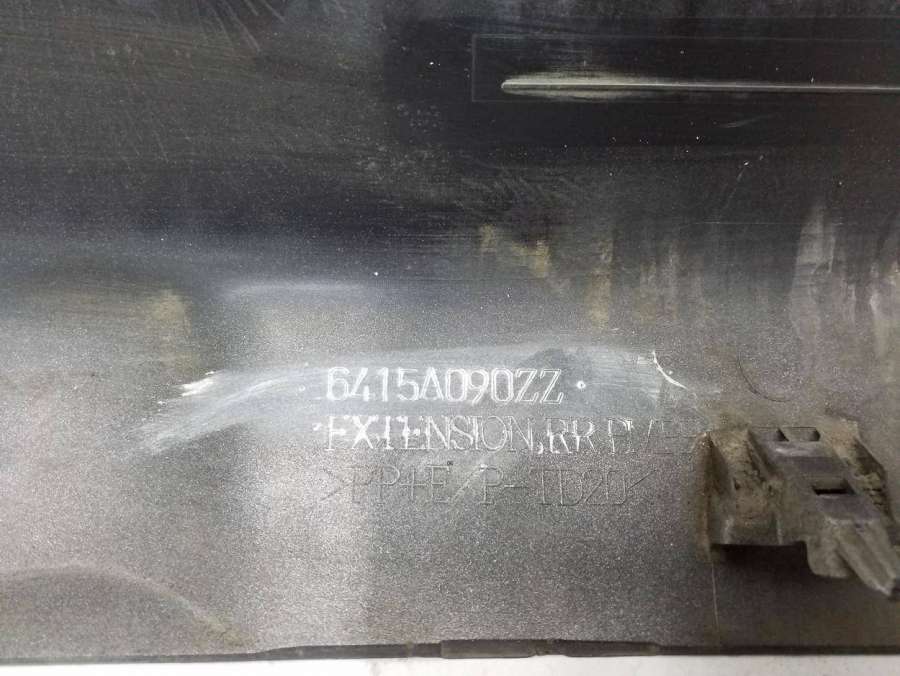 6415A090ZZ
EXTENSION,RR
>PP+E/P-TD20<